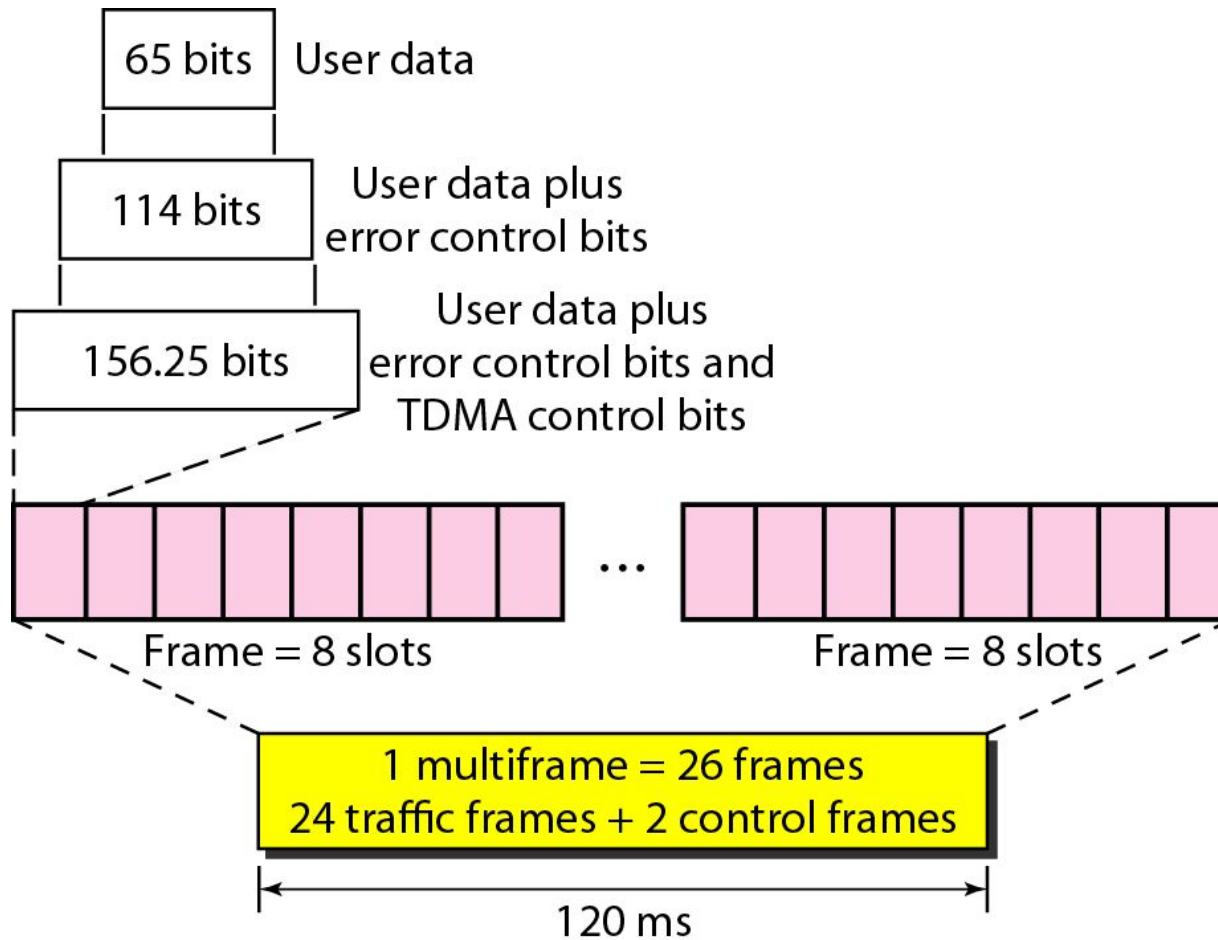 65 bits
User data
114 bits
User data plus
error control bits
156.25 bits
User data plus
error control bits and
TDMA control bits
...
Frame = 8 slots
Frame = 8 slots
1 multiframe = 26 frames
24 traffic frames + 2 control frames
120 ms